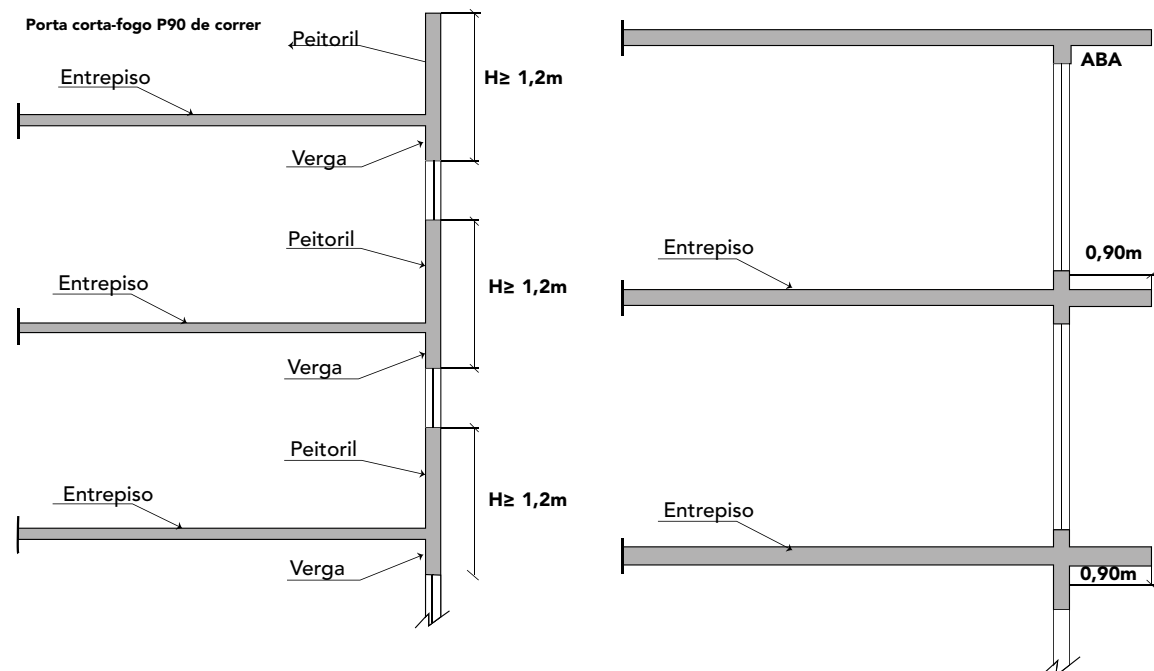 Porta corta-fogo P90 de correr
Peitoril
Entrepiso
H≥ 1,2m
Verga
Peitoril
Entrepiso
H≥ 1,2m
Verga
Peitoril
Entrepiso
H≥ 1,2m
Verga
ABA
Entrepiso
0,90m
Entrepiso
0,90m